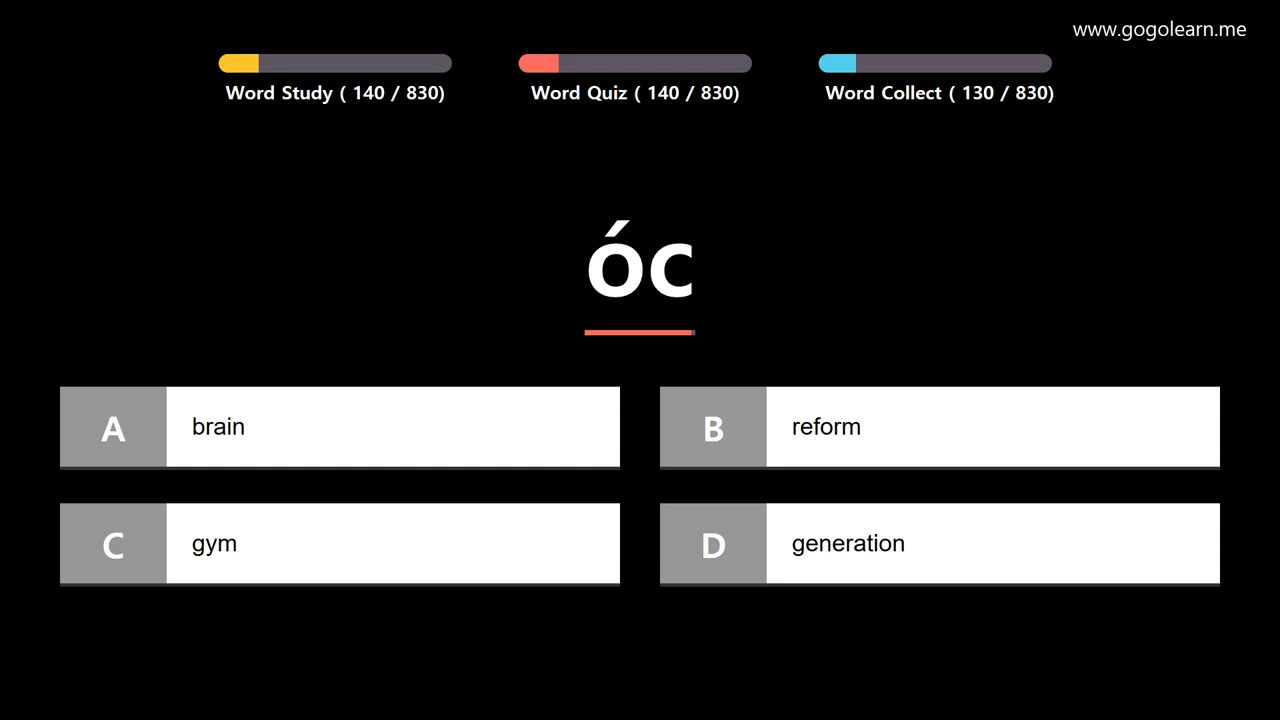 www.gogolearn.me
Word Study ( 140 / 830)
Word Quiz ( 140 / 830)
Word Collect ( 130 / 830)
óc
A
brain
B
reform
C
gym
D
generation